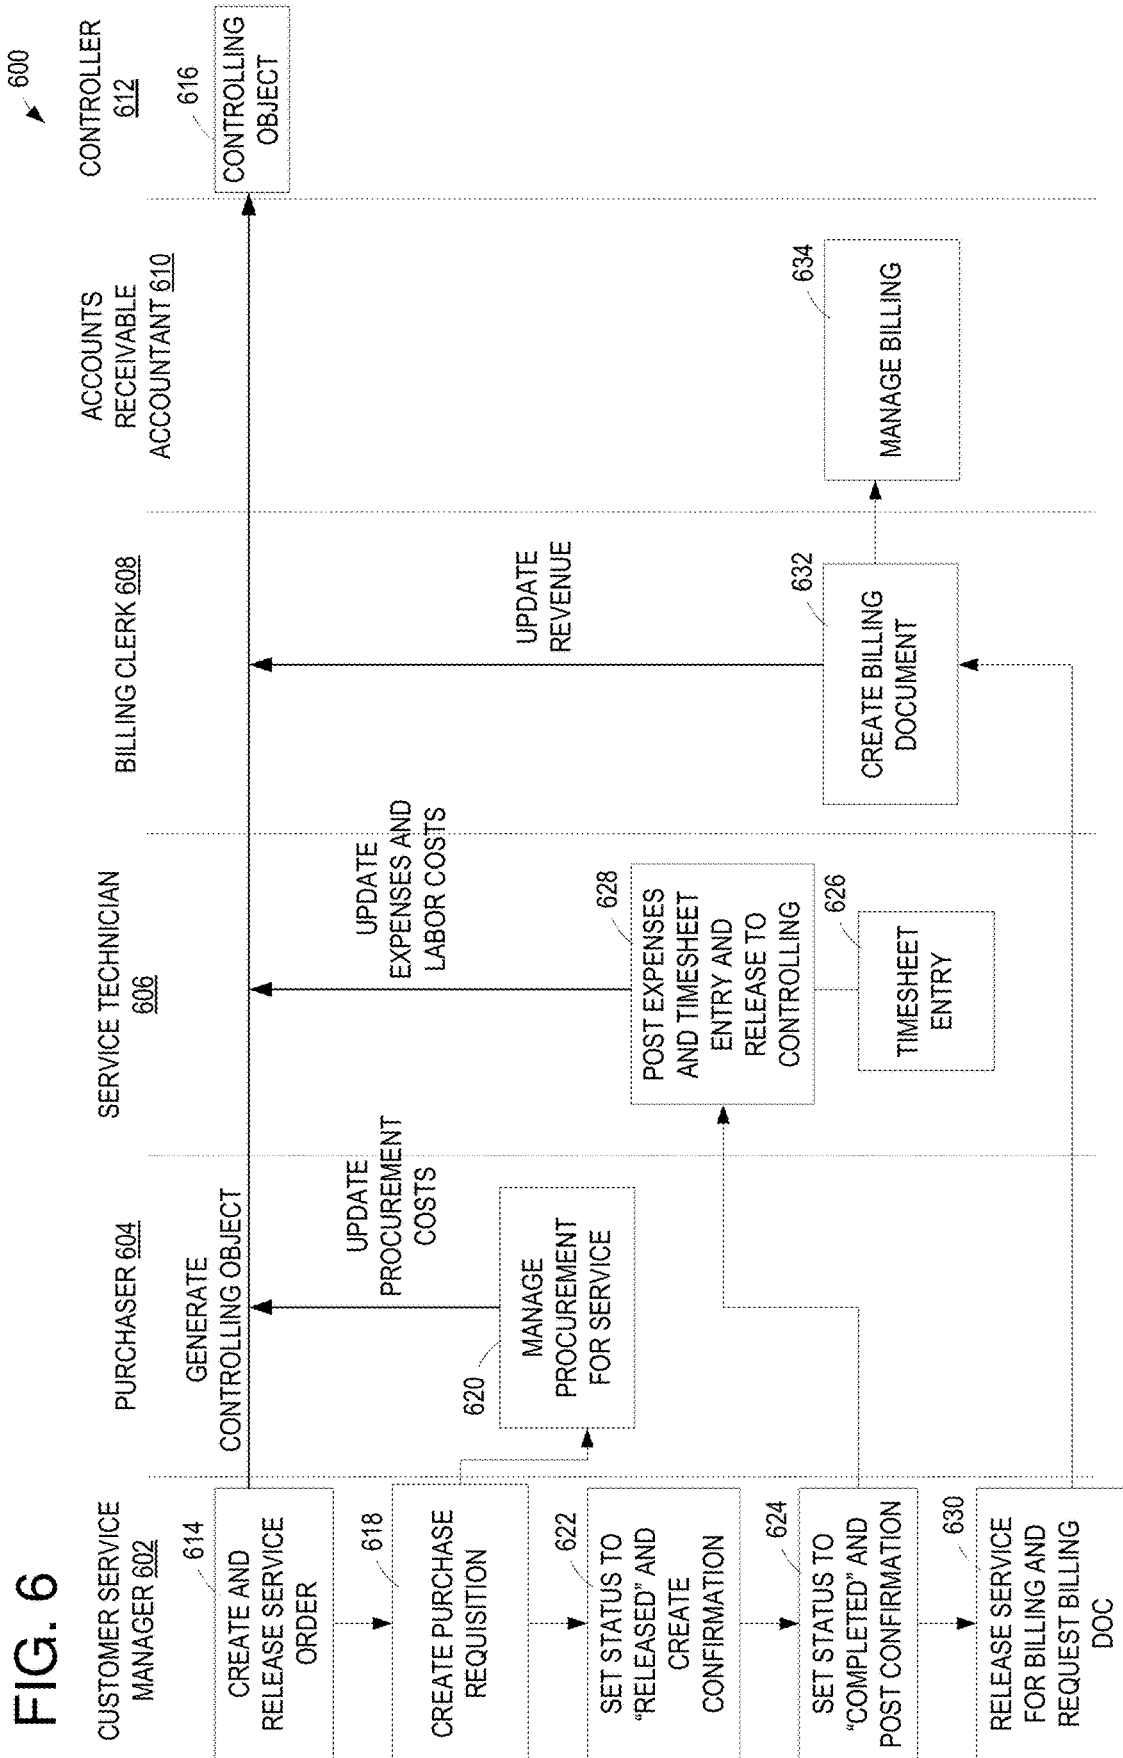 FIG. 6
600
CUSTOMER SERVICE
MANAGER 602
PURCHASER 604
SERVICE TECHNICIAN
606
BILLING CLERK 608
ACCOUNTS
RECEIVABLE
ACCOUNTANT 610
CONTROLLER
612
614
CREATE AND
RELEASE SERVICE
ORDER
GENERATE
CONTROLLING OBJECT
616
CONTROLLING
OBJECT
618
CREATE PURCHASE
REQUISITION
UPDATE
PROCUREMENT
COSTS
620
MANAGE
PROCUREMENT
FOR SERVICE
622
SET STATUS TO
"RELEASED" AND
CREATE
CONFIRMATION
624
SET STATUS TO
"COMPLETED" AND
POST CONFIRMATION
UPDATE
EXPENSES AND
LABOR COSTS
628
POST EXPENSES
AND TIMESHEET
ENTRY AND
RELEASE TO
CONTROLLING
626
TIMESHEET
ENTRY
630
RELEASE SERVICE
FOR BILLING AND
REQUEST BILLING
DOC
UPDATE
REVENUE
632
CREATE BILLING
DOCUMENT
634
MANAGE BILLING